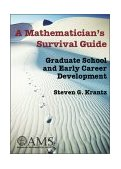 A Mathematician's
Survival Guide
Graduate School
and Early Career
Development
Steven G. Krantz
AMS